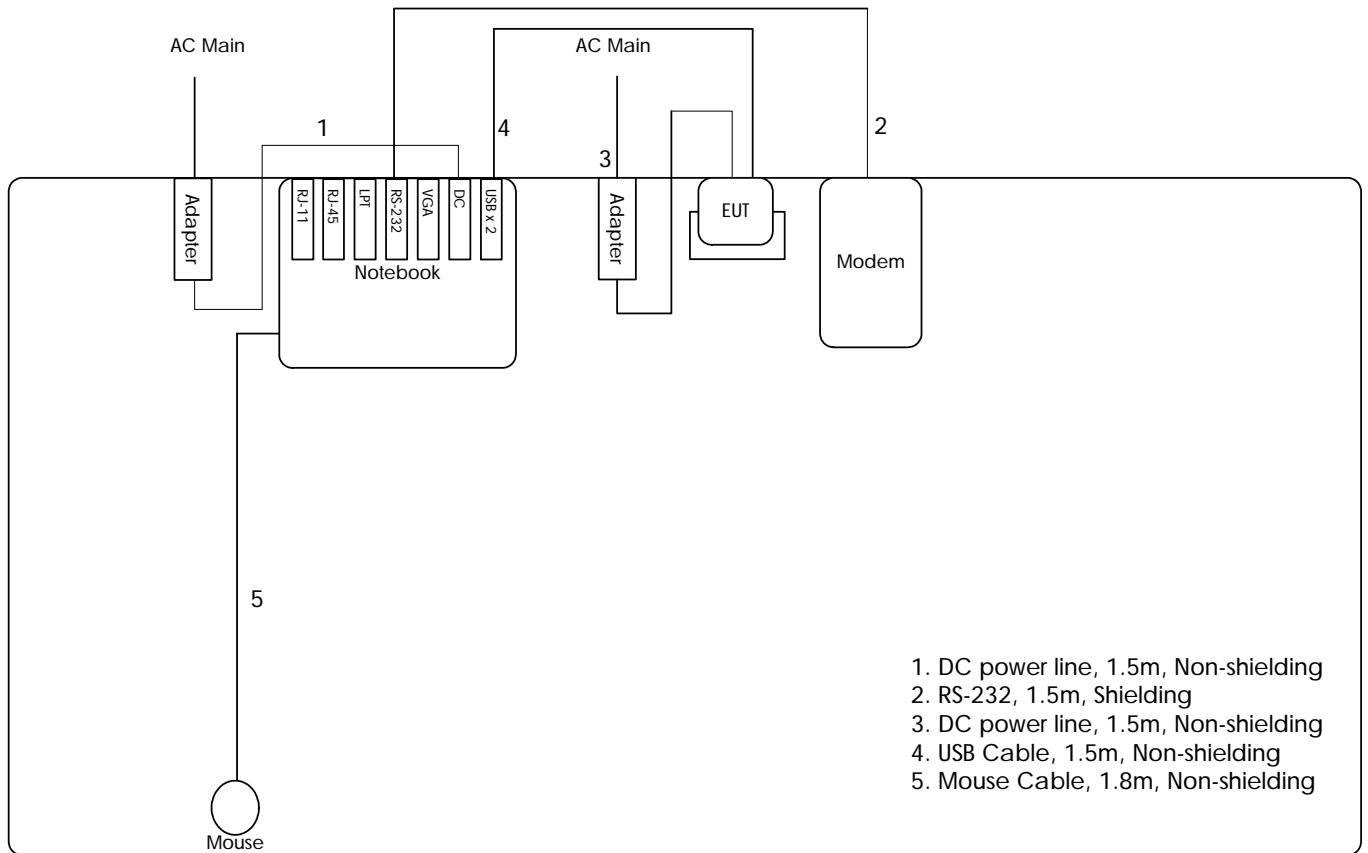 AC Main
AC Main
1
4
2
3
Adapter
RJ-11
RJ-45
LPT
RS-232
VGA
DC
USB x 2
Adapter
EUT
Notebook
Modem
5
1. DC power line, 1.5m, Non-shielding
2. RS-232, 1.5m, Shielding
3. DC power line, 1.5m, Non-shielding
4. USB Cable, 1.5m, Non-shielding
5. Mouse Cable, 1.8m, Non-shielding
Mouse